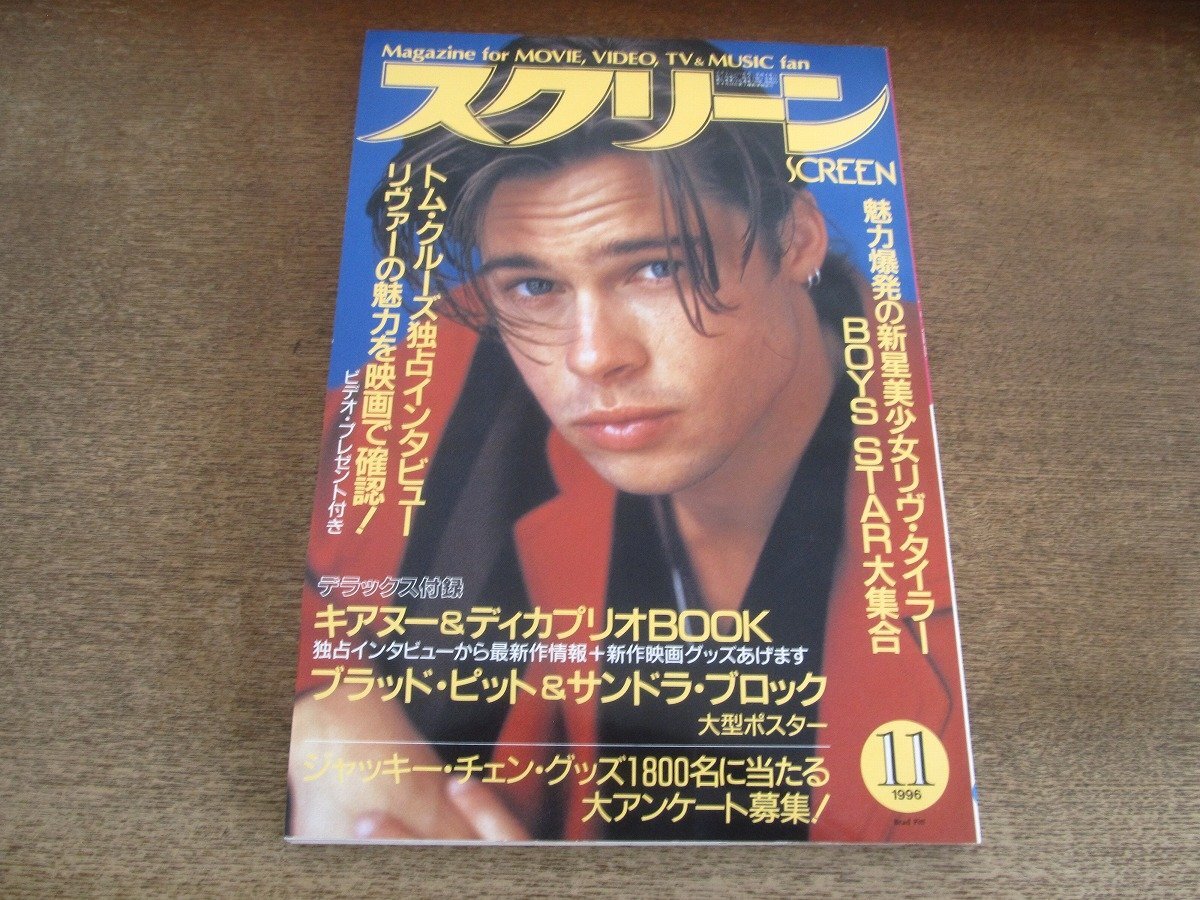 Magazine for MOVIE, VIDEO, TV & MUSIC fan
スクリーン
SCREEN
魅力爆発の新星美少女リヴ・タイラー
BOYS STAR大集合
トム・クルーズ独占インタビュー
リヴァーの魅力を映画で確認!
ビデオ・プレゼント付き
デラックス付録
キアヌー&ディカプリオBOOK
独占インタビューから最新作情報+新作映画グッズあげます
ブラッド・ピット&サンドラ・ブロック
大型ポスター
ジャッキー・チェン・グッズ1800名に当たる
大アンケート募集!
11
1996
Brad Pitt